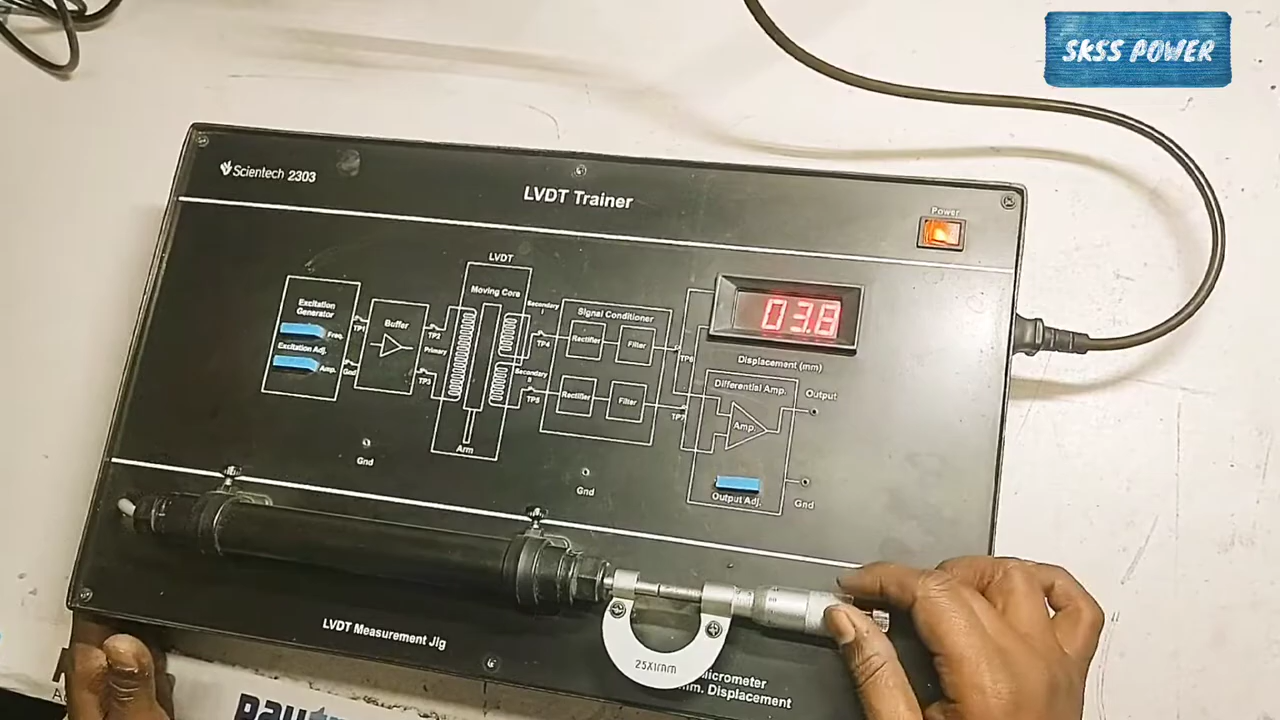 SKSS POWER
Scientech 2303
LVDT Trainer
Power
LVDT
Moving Core
Excitation
Generator
Freq.
Excitation Adj.
Amp.
TP1
Gnd
Buffer
TP2
Primary
TP3
Secondary
I
TP4
Secondary
II
TP5
Arm
Signal Conditioner
Rectifier
Filter
Rectifier
Filter
TP6
TP7
03.8
Displacement (mm)
Differential Amp.
Amp.
Output
Output Adj.
Gnd
Gnd
Gnd
LVDT Measurement Jig
25X1mm
Micrometer
mm. Displacement